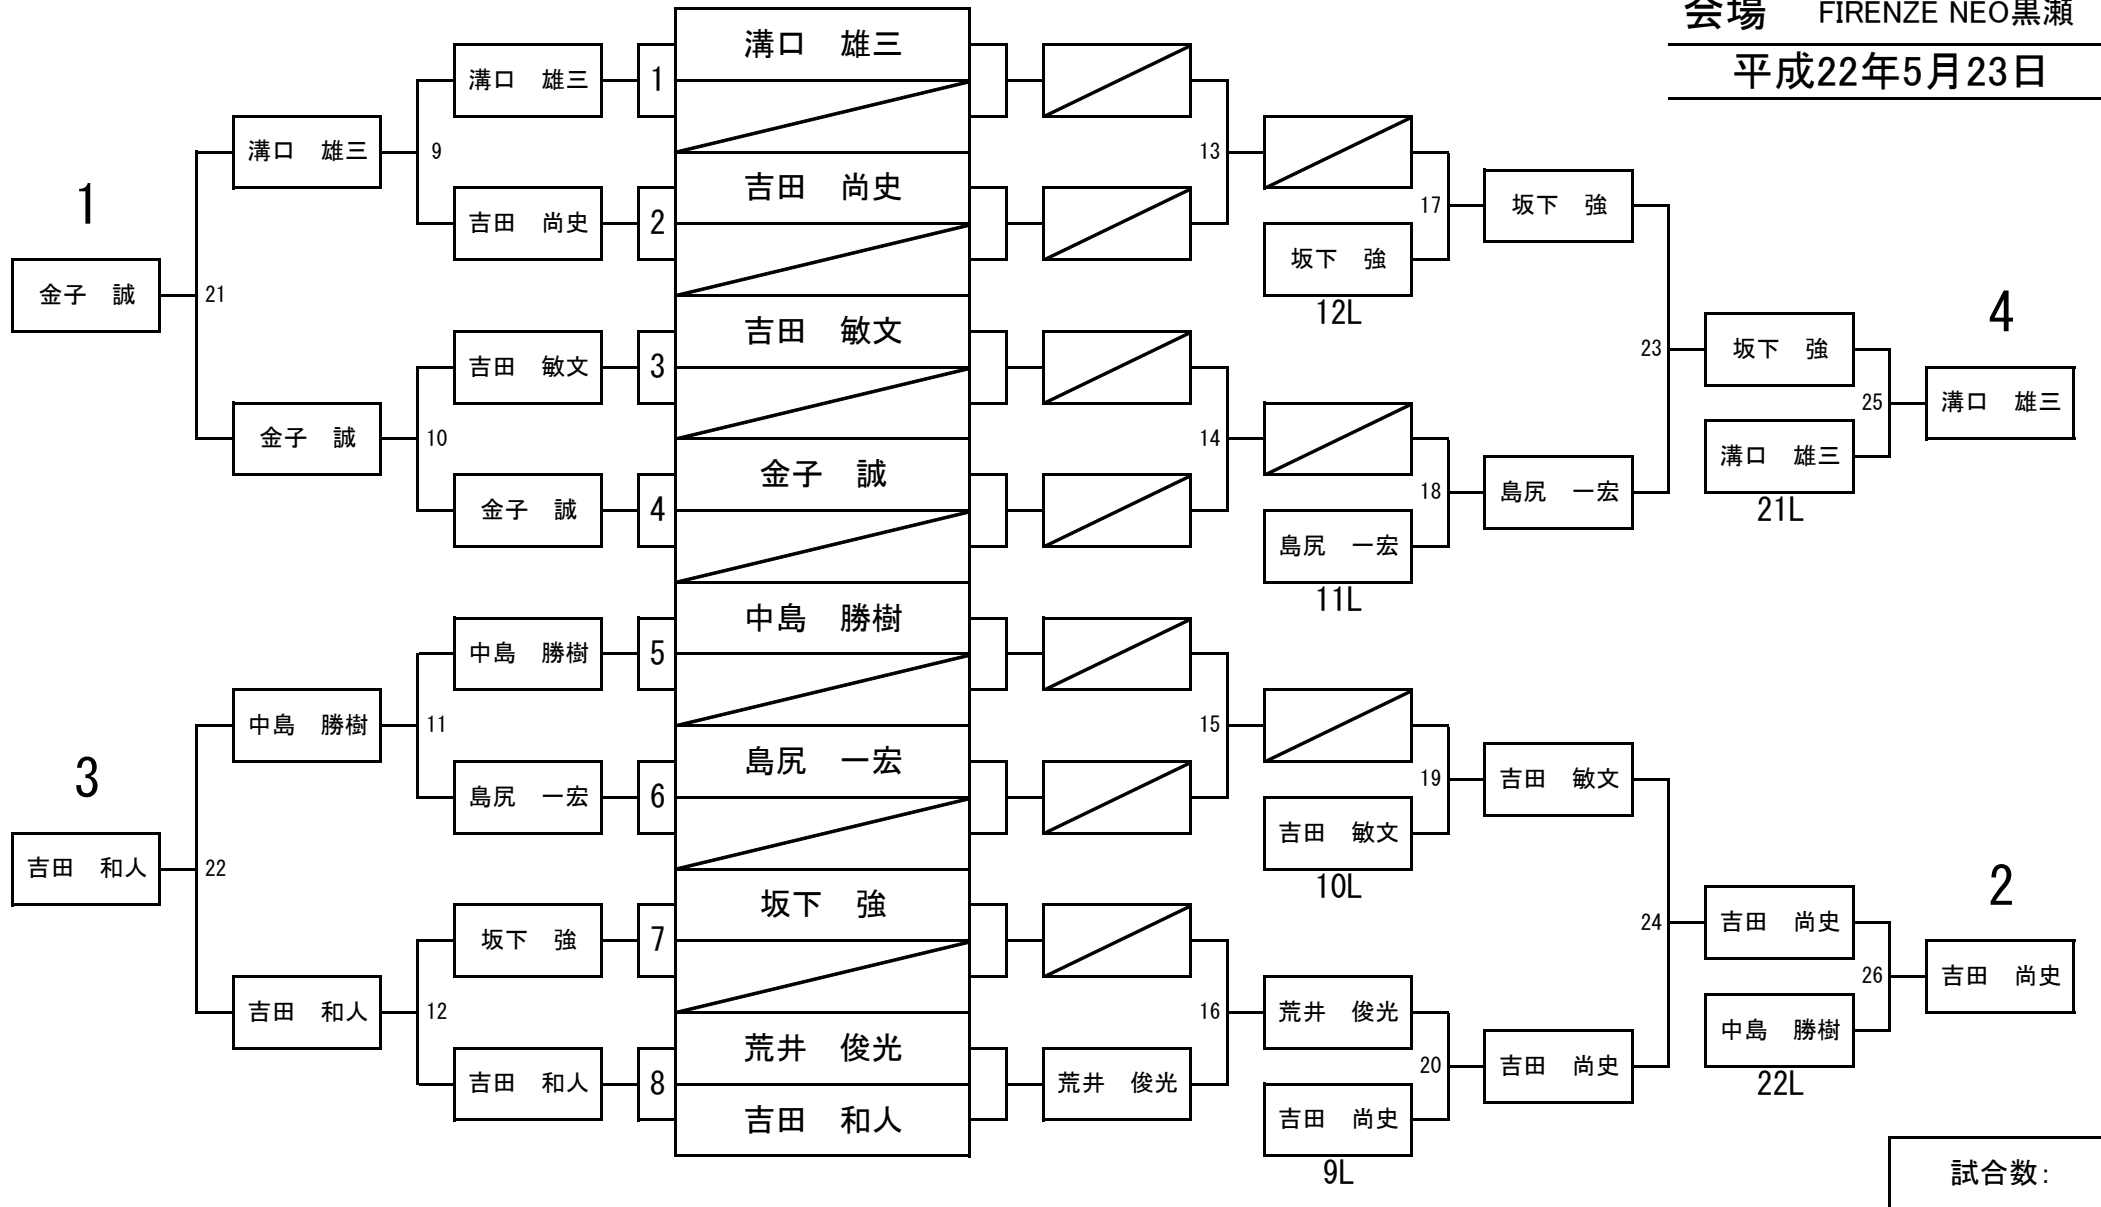 会場　FIRENZE NEO黒瀬
平成22年5月23日
溝口　雄三
溝口　雄三
1
溝口　雄三
9
吉田　尚史
吉田　尚史
2
1
金子　誠
21
吉田　敏文
吉田　敏文
3
金子　誠
10
金子　誠
金子　誠
4
中島　勝樹
中島　勝樹
5
中島　勝樹
11
島尻　一宏
島尻　一宏
6
3
吉田　和人
22
坂下　強
坂下　強
7
吉田　和人
12
荒井　俊光
吉田　和人
8
吉田　和人
13
17
坂下　強
坂下　強
12L
14
18
島尻　一宏
島尻　一宏
11L
23
坂下　強
25
溝口　雄三
21L
4
溝口　雄三
15
19
吉田　敏文
吉田　敏文
10L
16
荒井　俊光
荒井　俊光
20
吉田　尚史
吉田　尚史
9L
24
吉田　尚史
26
中島　勝樹
22L
2
吉田　尚史
試合数：